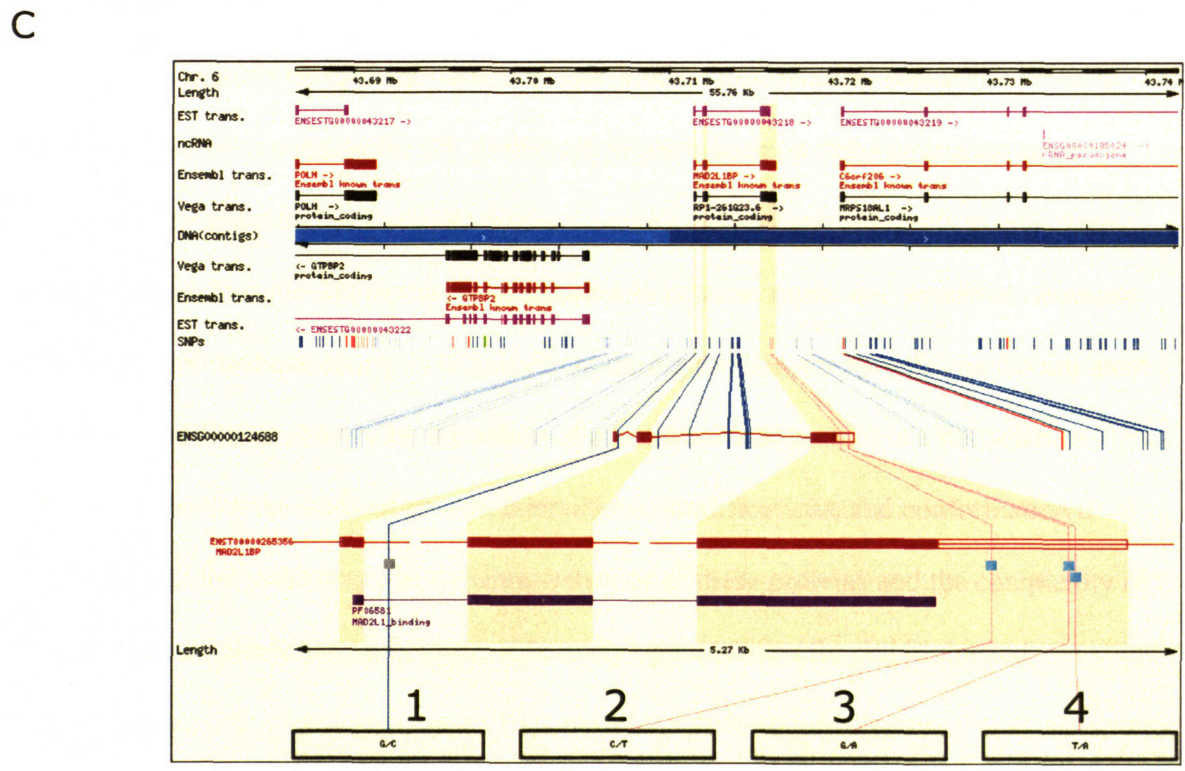 C
Chr. 6
43.69 Mb 43.70 Mb 43.71 Mb 43.72 Mb 43.73 Mb 43.74
Length 55.76 Kb
EST trans.
ENSESTG00000043217 -> ENSESTG00000043218 -> ENSESTG00000043219 ->
ncRNA
Ensembl trans.
POLH -> MAD2L1BP -> C6orf206 ->
Ensembl known trans Ensembl known trans Ensembl known trans
Vega trans.
POLH -> RP1-261G23.6 -> MRPS18AL1 ->
protein_coding protein_coding protein_coding
DNA(contigs)
Vega trans.
<- GTPBP2
protein_coding
Ensembl trans.
<- GTPBP2
Ensembl known trans
EST trans.
<- ENSESTG00000043222
SNPs
ENSG00000124688
ENST00000265356
MAD2L1BP
PF06581
MAD2L1_binding
Length 5.27 Kb
1 2 3 4
G/C C/T G/A T/A